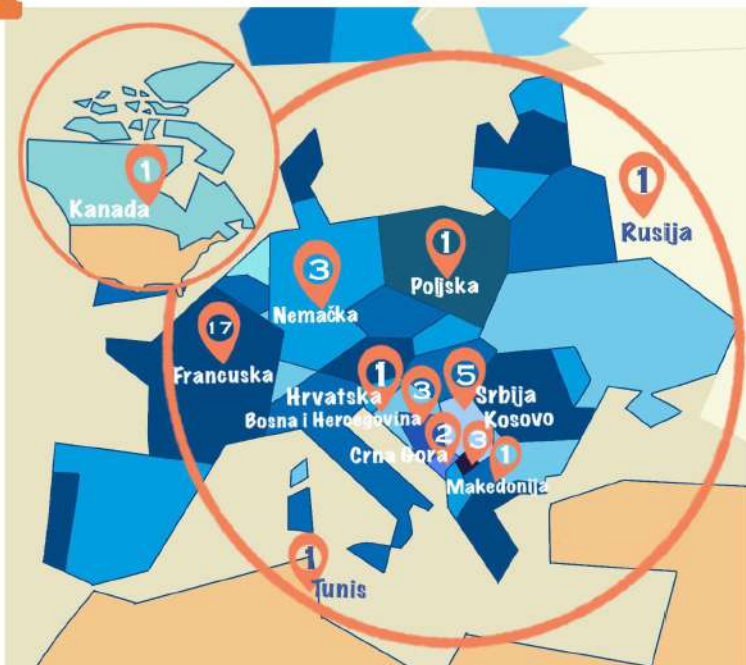 1
Kanada
1
Rusija
1
Poljska
3
Nemačka
17
Francuska
1
Hrvatska
3
Bosna i Hercegovina
5
Srbija
Kosovo
2
Crna Gora
3
1
Makedonija
1
Tunis